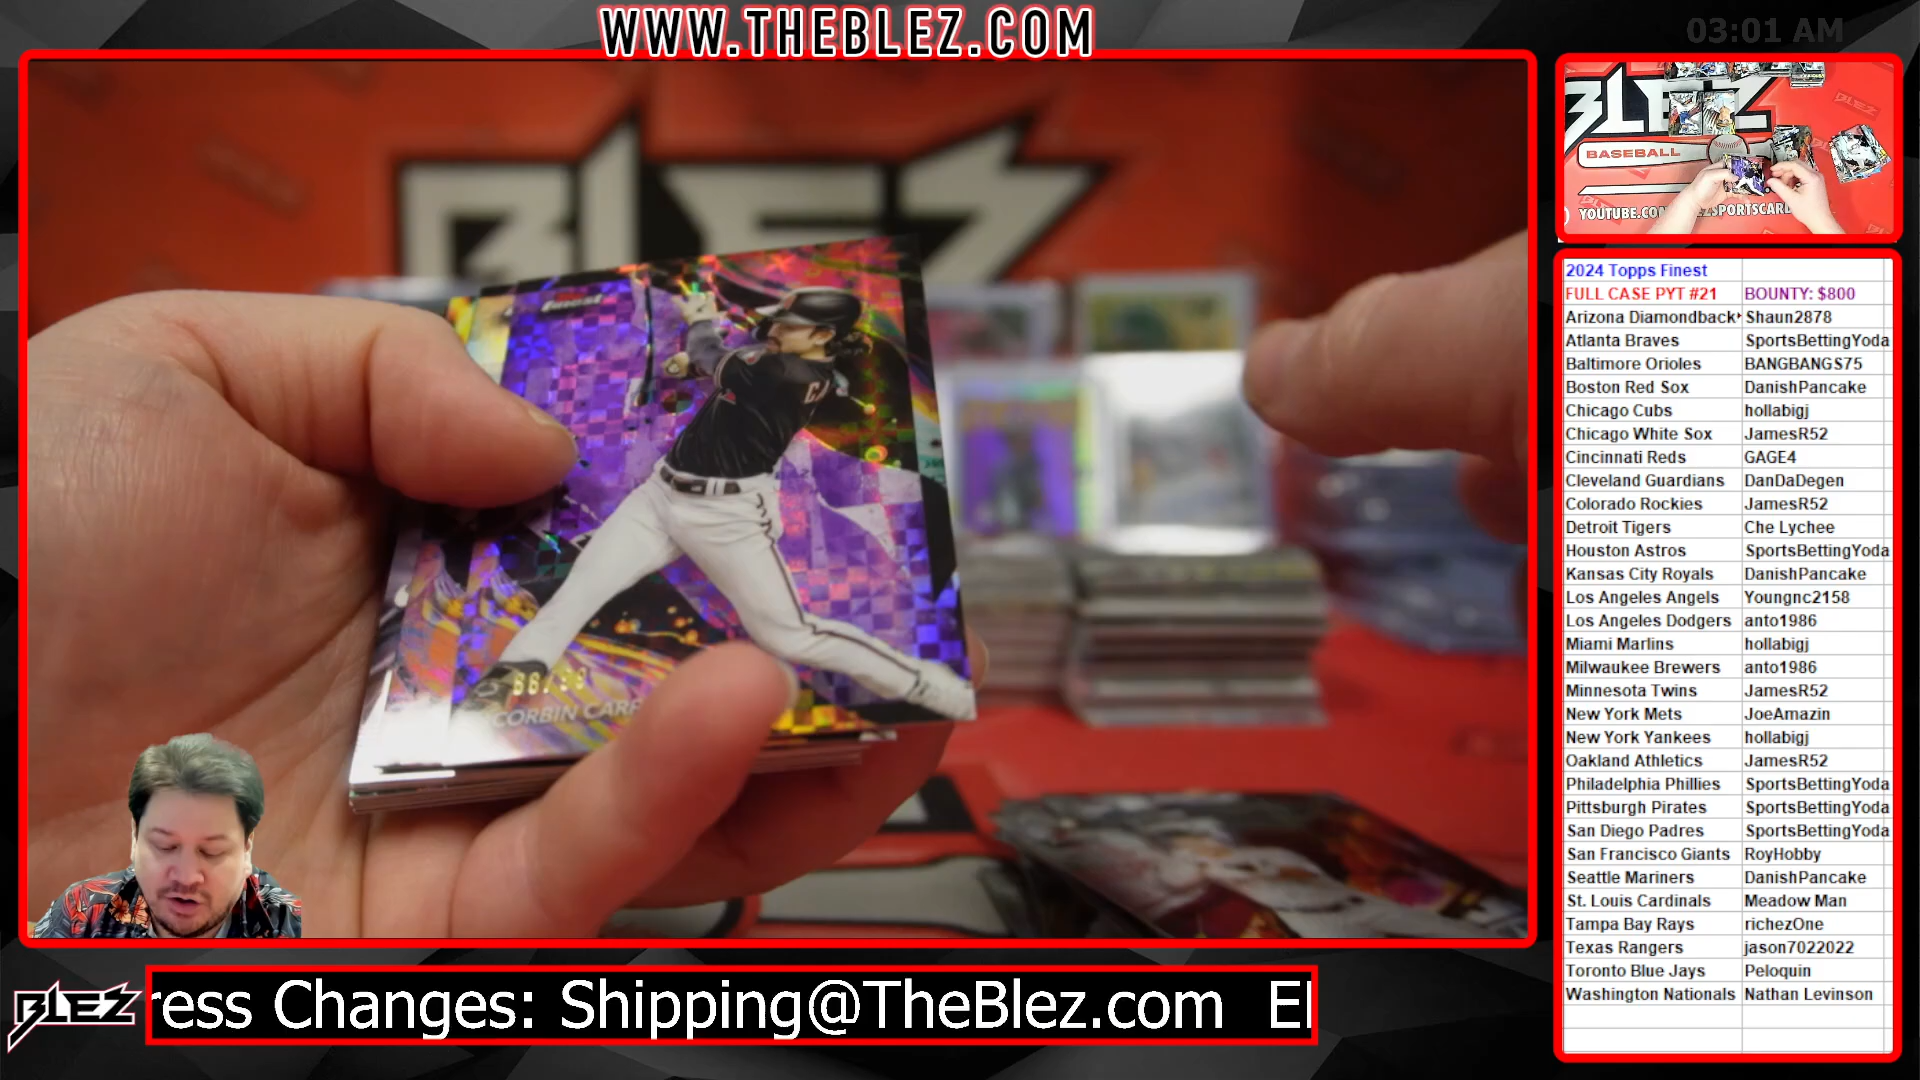 WWW.THEBLEZ.COM
03:01 AM
BLEZ
FINEST
CORBIN CARR
BLEZ
BASEBALL
2024 Topps Finest
FULL CASE PYT #21 BOUNTY: $800
Arizona Diamondback Shaun2878
Atlanta Braves SportsBettingYoda
Baltimore Orioles BANGBANGS75
Boston Red Sox DanishPancake
Chicago Cubs hollabigj
Chicago White Sox JamesR52
Cincinnati Reds GAGE4
Cleveland Guardians DanDaDegen
Colorado Rockies JamesR52
Detroit Tigers Che Lychee
Houston Astros SportsBettingYoda
Kansas City Royals DanishPancake
Los Angeles Angels Youngnc2158
Los Angeles Dodgers anto1986
Miami Marlins hollabigj
Milwaukee Brewers anto1986
Minnesota Twins JamesR52
New York Mets JoeAmazin
New York Yankees hollabigj
Oakland Athletics JamesR52
Philadelphia Phillies SportsBettingYoda
Pittsburgh Pirates SportsBettingYoda
San Diego Padres SportsBettingYoda
San Francisco Giants RoyHobby
Seattle Mariners DanishPancake
St. Louis Cardinals Meadow Man
Tampa Bay Rays richezOne
Texas Rangers jason7022022
Toronto Blue Jays Peloquin
Washington Nationals Nathan Levinson
BLEZ
ess Changes: Shipping@TheBlez.com